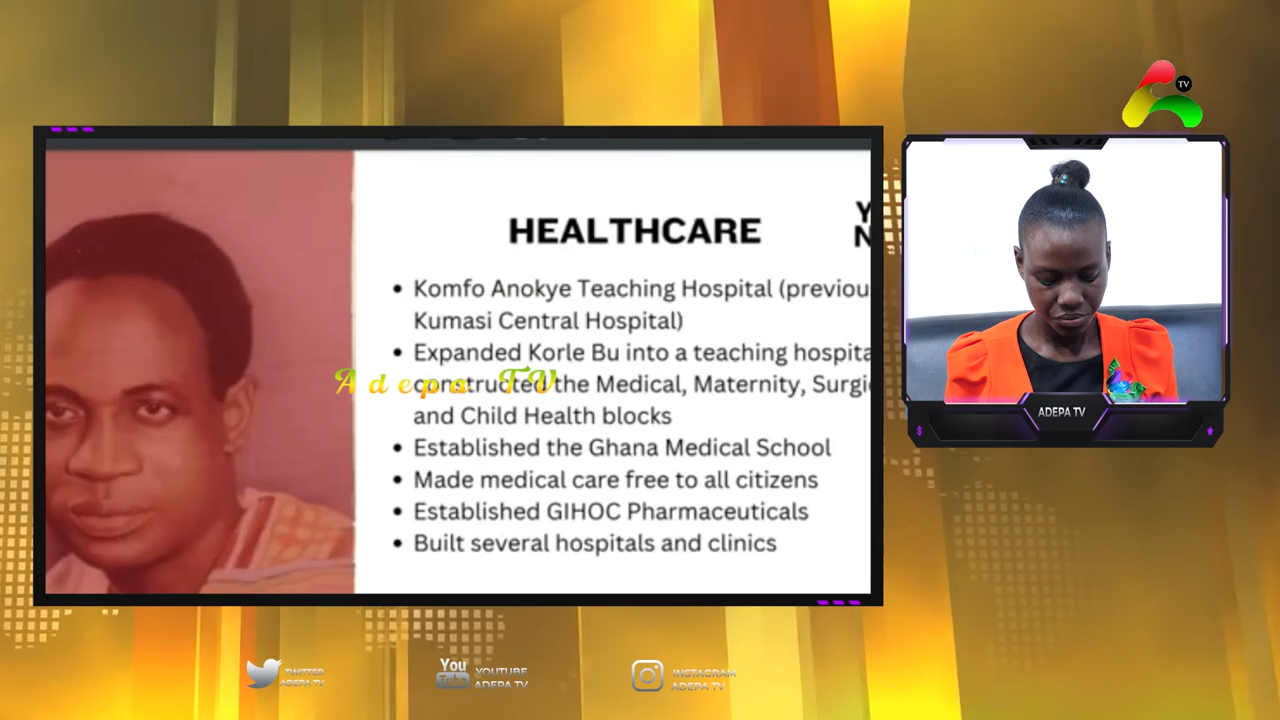 TV
HEALTHCARE
Y
N
• Komfo Anokye Teaching Hospital (previou
Kumasi Central Hospital)
• Expanded Korle Bu into a teaching hospita
constructed the Medical, Maternity, Surgi
and Child Health blocks
• Established the Ghana Medical School
• Made medical care free to all citizens
• Established GIHOC Pharmaceuticals
• Built several hospitals and clinics
Adepa TV
ADEPA TV
TWITTER
ADEPA TV
You
Tube
YOUTUBE
ADEPA TV
INSTAGRAM
ADEPA TV